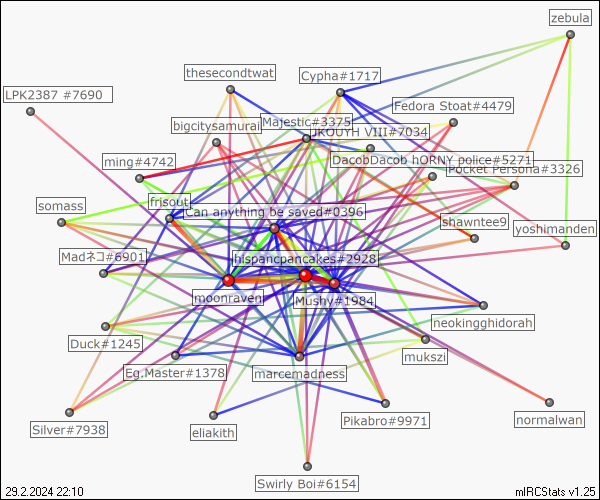 zebula
thesecondtwat
Cypha#1717
LPK2387 #7690
Fedora Stoat#4479
Majestic#3375
bigcitysamurai
JKOUYH VIII#7034
DacobDacob hORNY police#5271
ming#4742
Pocket Persona#3326
frisout
somass
Can anything be saved#0396
shawntee9
yoshimanden
Madネコ#6901
hispanicpancakes#2928
moonraven
Mushy#1984
neokingghidorah
Duck#1245
mukszi
Eg.Master#1378
marcemadness
Pikabro#9971
normalwan
Silver#7938
eliakith
Swirly Boi#6154
29.2.2024 22:10
mIRCStats v1.25